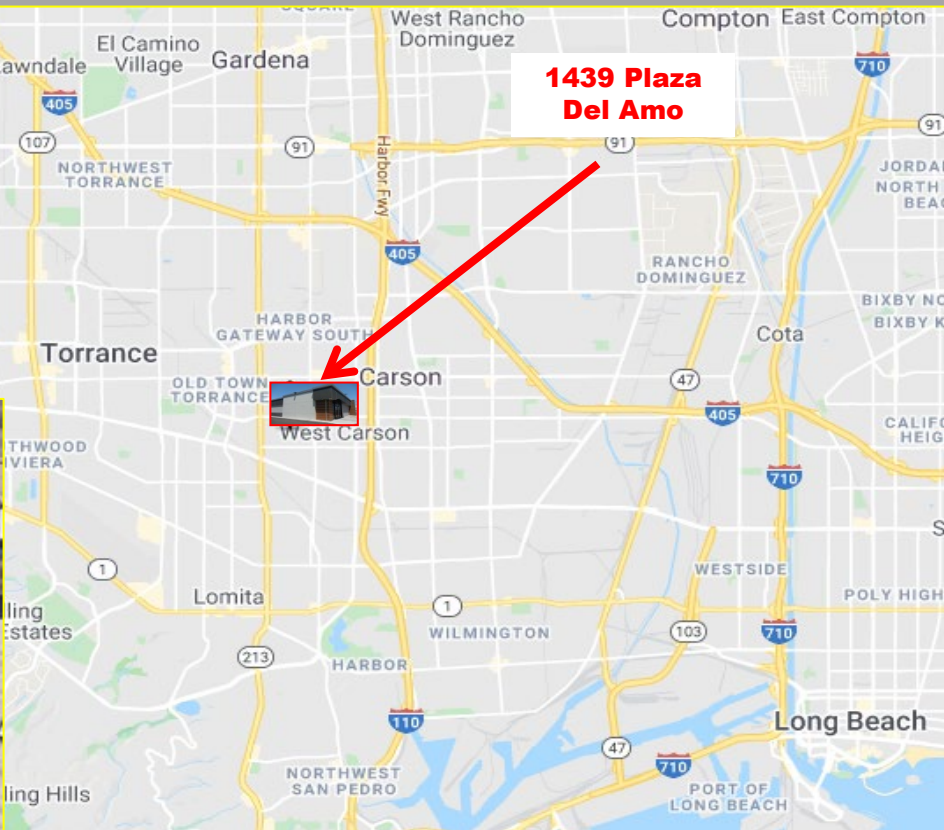 West Rancho
Dominguez
Compton
East Compton
El Camino
Village
Gardena
awndale
1439 Plaza
Del Amo
710
405
107
91
91
91
Harbor Fwy
NORTHWEST
TORRANCE
JORDA
NORTH
BEAC
405
RANCHO
DOMINGUEZ
BIXBY NO
BIXBY K
HARBOR
GATEWAY SOUTH
Cota
Torrance
OLD TOWN
TORRANCE
Carson
47
405
West Carson
CALIFO
HEIG
THWOOD
IVIERA
710
S
1
WESTSIDE
Lomita
POLY HIGH
ling
Estates
1
WILMINGTON
103
710
213
HARBOR
110
Long Beach
47
710
NORTHWEST
SAN PEDRO
PORT OF
LONG BEACH
ling Hills